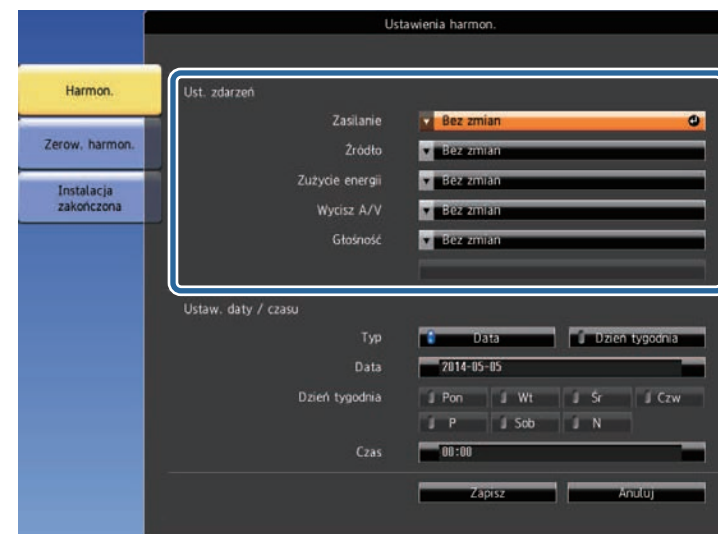 Ustawienia harmon.
Harmon.
Zerow. harmon.
Instalacja
zakończona
Ust. zdarzeń
Zasilanie Bez zmian
Źródło Bez zmian
Zużycie energii Bez zmian
Wycisz A/V Bez zmian
Głośność Bez zmian
Ustaw. daty / czasu
Typ Data Dzień tygodnia
Data 2014-05-05
Dzień tygodnia Pon Wt Śr Czw
P Sob N
Czas 00:00
Zapisz Anuluj